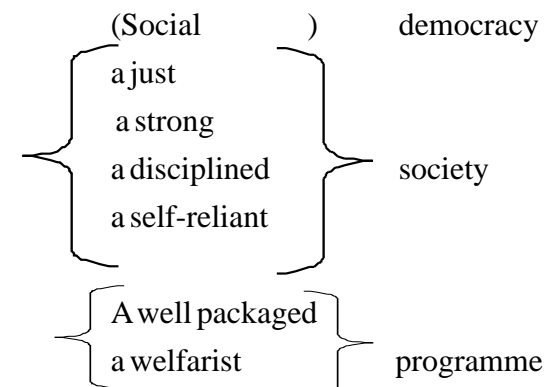 (Social ) democracy
a just
a strong
a disciplined society
a self-reliant
A well packaged
a welfarist programme